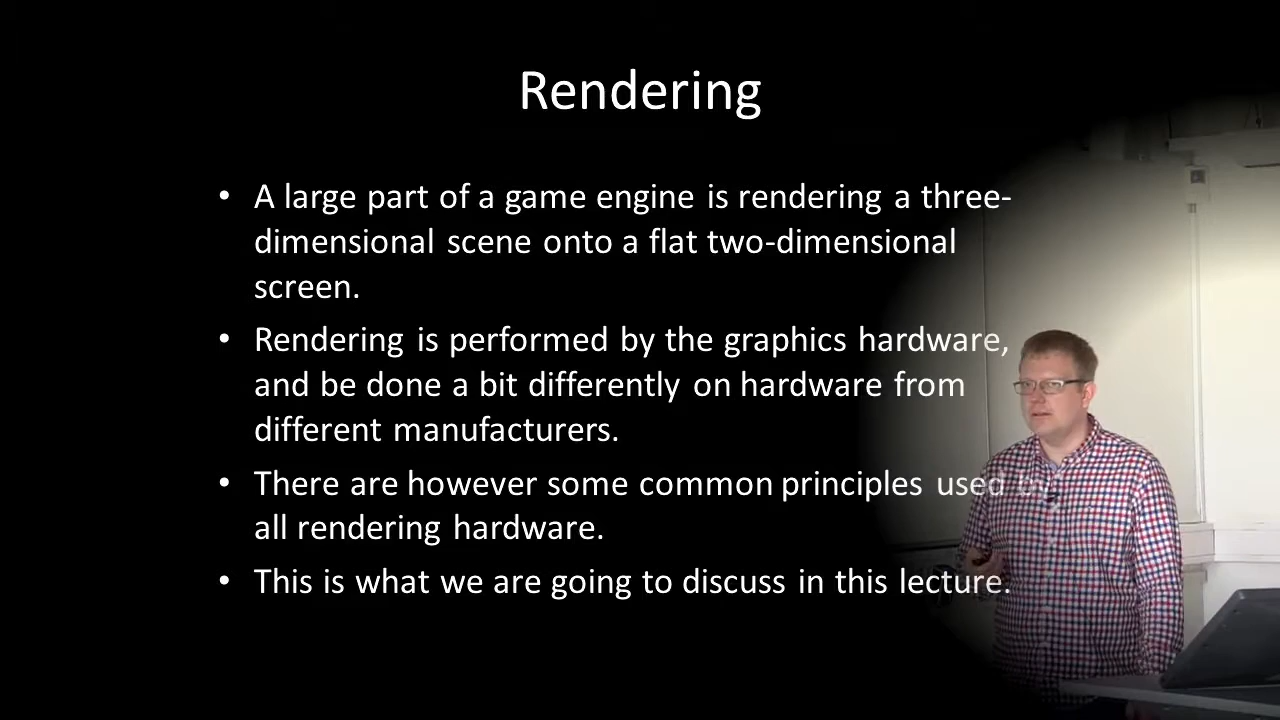 Rendering
• A large part of a game engine is rendering a three-
dimensional scene onto a flat two-dimensional
screen.
• Rendering is performed by the graphics hardware,
and be done a bit differently on hardware from
different manufacturers.
• There are however some common principles used by
all rendering hardware.
• This is what we are going to discuss in this lecture.